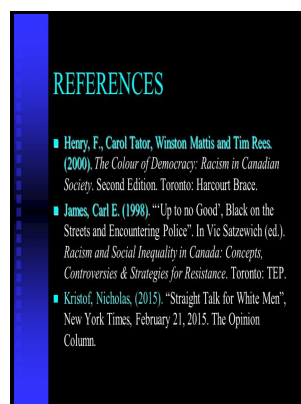 REFERENCES
Henry, F., Carol Tator, Winston Mattis and Tim Rees.
(2000). The Colour of Democracy: Racism in Canadian
Society. Second Edition. Toronto: Harcourt Brace.
James, Carl E. (1998). “‘Up to no Good’, Black on the
Streets and Encountering Police”. In Vic Satzewich (ed.).
Racism and Social Inequality in Canada: Concepts,
Controversies & Strategies for Resistance. Toronto: TEP.
Kristof, Nicholas, (2015). “Straight Talk for White Men”,
New York Times, February 21, 2015. The Opinion
Column.